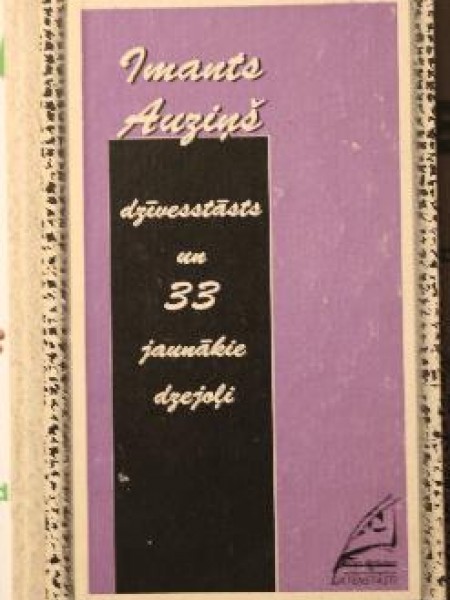 Imants
Auziņš
dzīvesstāsts
un
33
jaunākie
dzejoļi